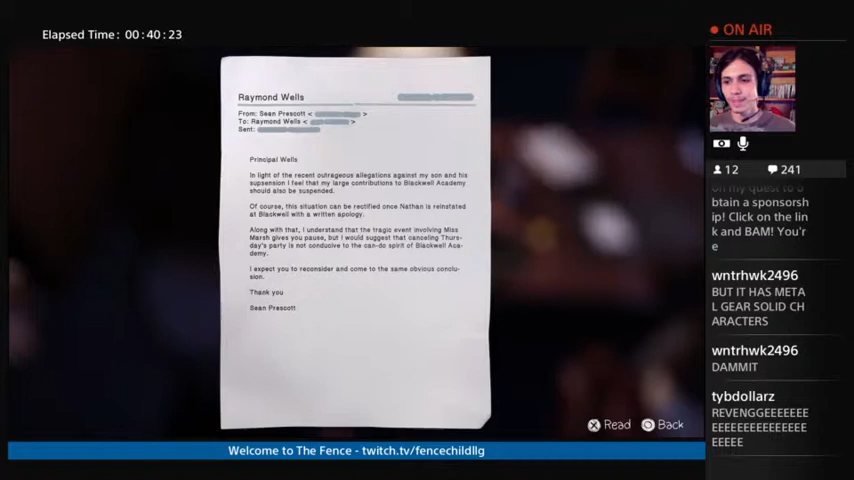 Elapsed Time: 00:40:23
ON AIR
Raymond Wells
From: Sean Prescott < >
To: Raymond Wells < >
Sent:
Principal Wells
In light of the recent outrageous allegations against my son and his
supsension I feel that my large contributions to Blackwell Academy
should also be suspended.
Of course, this situation can be rectified once Nathan is reinstated
at Blackwell with a written apology.
Along with that, I understand that the tragic event involving Miss
Marsh gives you pause, but I would suggest that canceling Thurs-
day's party is not conducive to the can-do spirit of Blackwell Aca-
demy.
I expect you to reconsider and come to the same obvious conclu-
sion.
Thank you
Sean Prescott
Read
Back
12
241
on my quest to o
btain a sponsorsh
ip! Click on the lin
k and BAM! You'r
e
wntrhwk2496
BUT IT HAS META
L GEAR SOLID CH
ARACTERS
wntrhwk2496
DAMMIT
tybdollarz
REVENGGEEEEEEE
EEEEEEEEEEEEEEE
EEEEE
Welcome to The Fence - twitch.tv/fencechildllg